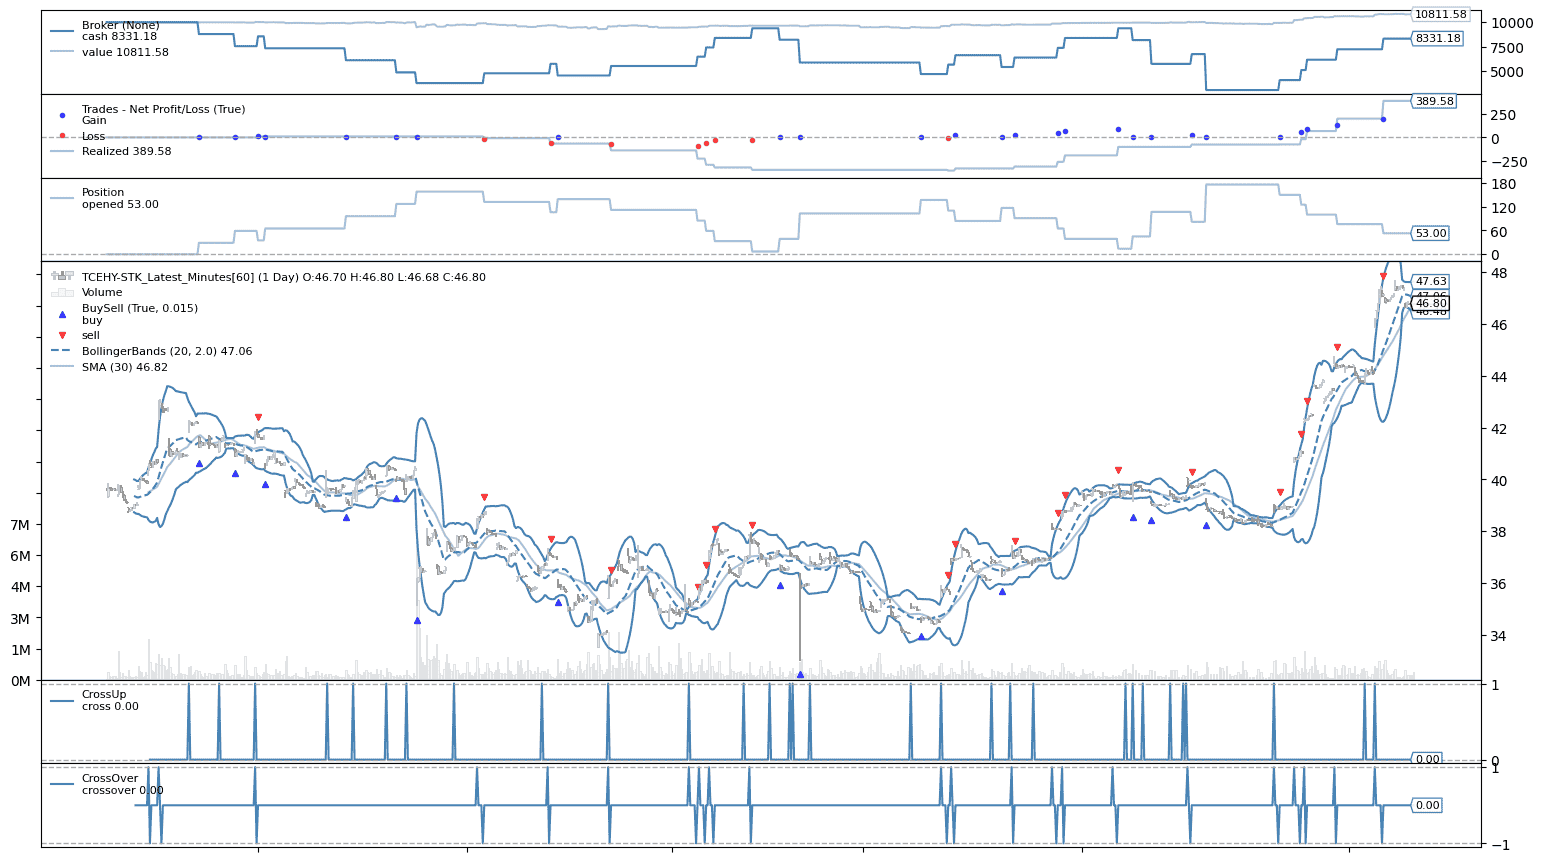 Broker (None)
cash 8331.18
value 10811.58
10811.58
10000
8331.18
7500
5000
Trades - Net Profit/Loss (True)
Gain
Loss
Realized 389.58
389.58
250
0
−250
Position
opened 53.00
180
120
60
53.00
0
TCEHY-STK_Latest_Minutes[60] (1 Day) O:46.70 H:46.80 L:46.68 C:46.80
Volume
BuySell (True, 0.015)
buy
sell
BollingerBands (20, 2.0) 47.06
SMA (30) 46.82
48
47.63
47.06
46.80
46.48
46
44
42
40
38
36
34
7M
6M
4M
3M
1M
0M
CrossUp
cross 0.00
1
0.00
0
CrossOver
crossover 0.00
1
0.00
−1